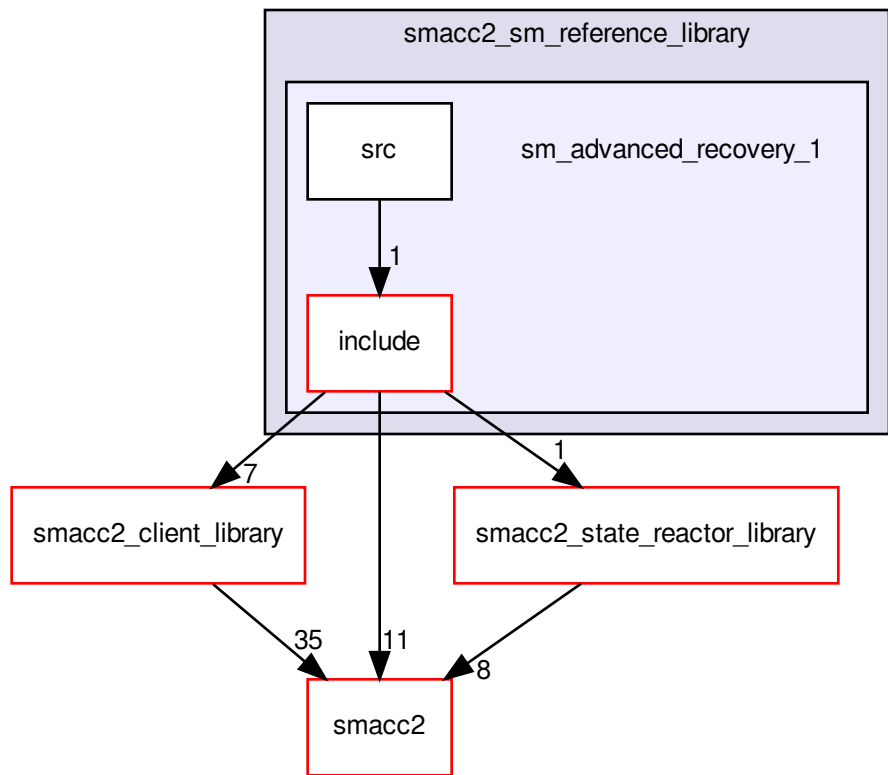 smacc2_sm_reference_library
src
sm_advanced_recovery_1
1
include
7
1
smacc2_client_library
smacc2_state_reactor_library
35
11
8
smacc2